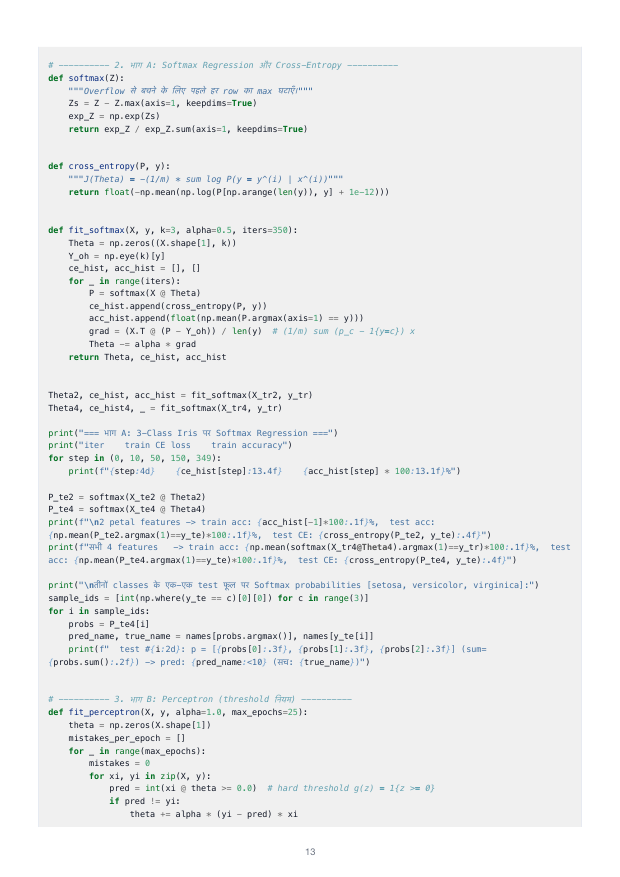 # ────────── 2. भाग A: Softmax Regression और Cross-Entropy ──────────
def softmax(Z):
    """Overflow से बचने के लिए पहले हर row का max घटाएँ।"""
    Zs = Z - Z.max(axis=1, keepdims=True)
    exp_Z = np.exp(Zs)
    return exp_Z / exp_Z.sum(axis=1, keepdims=True)
def cross_entropy(P, y):
    """J(Theta) = -(1/m) * sum log P(y = y^(i) | x^(i))"""
    return float(-np.mean(np.log(P[np.arange(len(y)), y] + 1e-12)))
def fit_softmax(X, y, k=3, alpha=0.5, iters=350):
    Theta = np.zeros((X.shape[1], k))
    Y_oh = np.eye(k)[y]
    ce_hist, acc_hist = [], []
    for _ in range(iters):
        P = softmax(X @ Theta)
        ce_hist.append(cross_entropy(P, y))
        acc_hist.append(float(np.mean(P.argmax(axis=1) == y)))
        grad = (X.T @ (P - Y_oh)) / len(y)  # (1/m) sum (p_c - 1{y=c}) x
        Theta -= alpha * grad
    return Theta, ce_hist, acc_hist
Theta2, ce_hist, acc_hist = fit_softmax(X_tr2, y_tr)
Theta4, ce_hist4, _ = fit_softmax(X_tr4, y_tr)
print("=== भाग A: 3-Class Iris पर Softmax Regression ===")
print("iter    train CE loss    train accuracy")
for step in (0, 10, 50, 150, 349):
    print(f"{step:4d}    {ce_hist[step]:13.4f}    {acc_hist[step] * 100:13.1f}%")
P_te2 = softmax(X_te2 @ Theta2)
P_te4 = softmax(X_te4 @ Theta4)
print(f"\n2 petal features -> train acc: {acc_hist[-1]*100:.1f}%,  test acc:
{np.mean(P_te2.argmax(1)==y_te)*100:.1f}%,  test CE: {cross_entropy(P_te2, y_te):.4f}")
print(f"सभी 4 features   -> train acc: {np.mean(softmax(X_tr4@Theta4).argmax(1)==y_tr)*100:.1f}%,  test
acc: {np.mean(P_te4.argmax(1)==y_te)*100:.1f}%,  test CE: {cross_entropy(P_te4, y_te):.4f}")
print("\nतीनों classes के एक-एक test फूल पर Softmax probabilities [setosa, versicolor, virginica]:")
sample_ids = [int(np.where(y_te == c)[0][0]) for c in range(3)]
for i in sample_ids:
    probs = P_te4[i]
    pred_name, true_name = names[probs.argmax()], names[y_te[i]]
    print(f"  test #{i:2d}: p = [{probs[0]:.3f}, {probs[1]:.3f}, {probs[2]:.3f}] (sum=
{probs.sum():.2f}) -> pred: {pred_name:<10} (सच: {true_name})")
# ────────── 3. भाग B: Perceptron (threshold नियम) ──────────
def fit_perceptron(X, y, alpha=1.0, max_epochs=25):
    theta = np.zeros(X.shape[1])
    mistakes_per_epoch = []
    for _ in range(max_epochs):
        mistakes = 0
        for xi, yi in zip(X, y):
            pred = int(xi @ theta >= 0.0)  # hard threshold g(z) = 1{z >= 0}
            if pred != yi:
                theta += alpha * (yi - pred) * xi
13